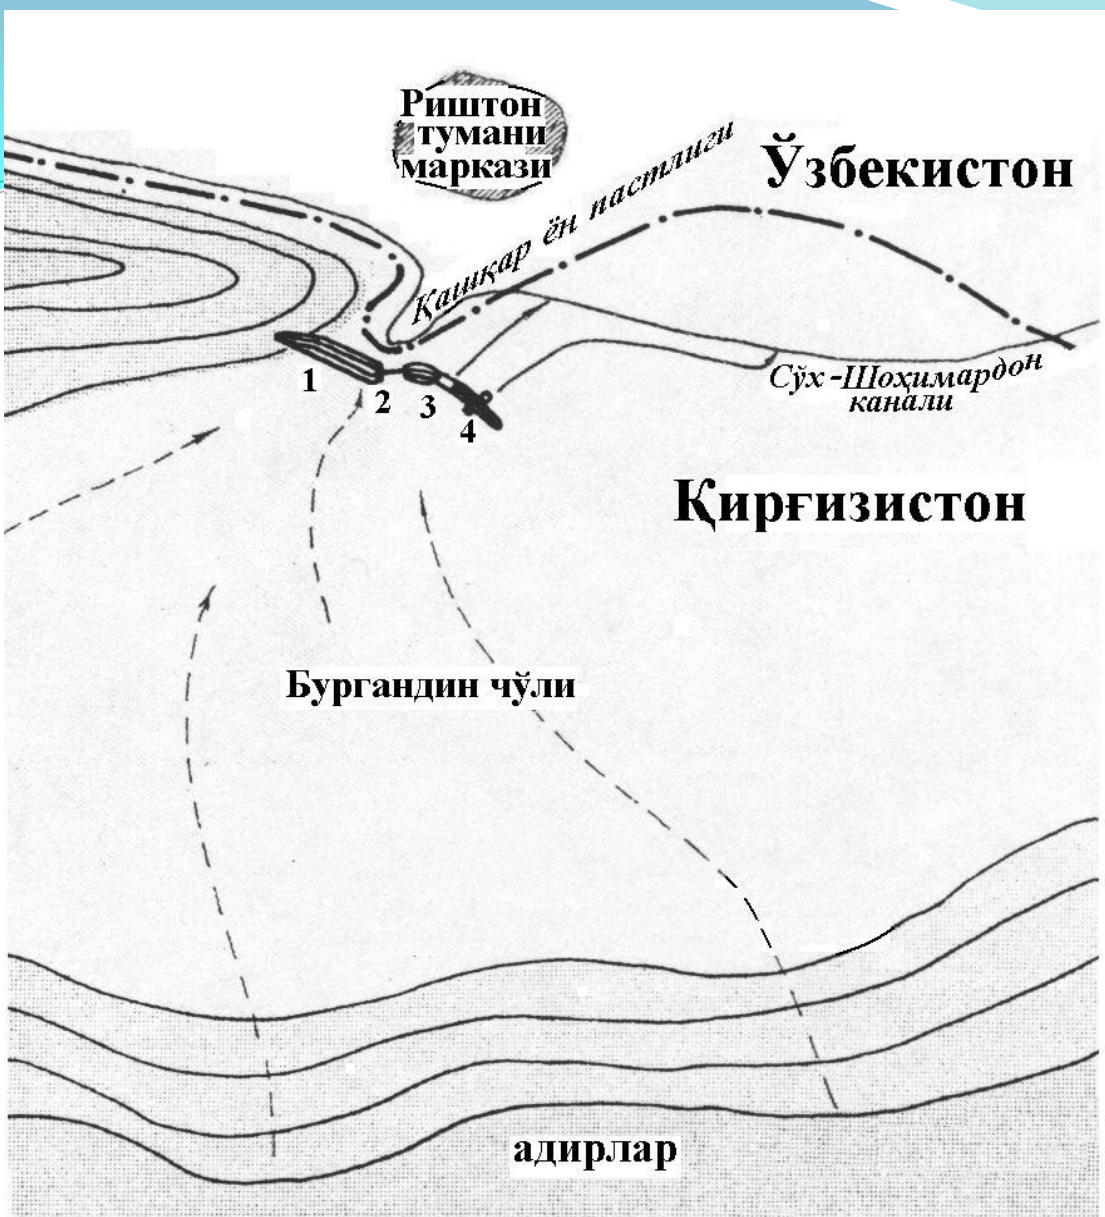 Риштон
тумани
маркази
Ўзбекистон
Қашқар ён пастлиги
1
2
3
4
Сўх-Шоҳимардон
канали
Қирғизистон
Бургандин чўли
адирлар